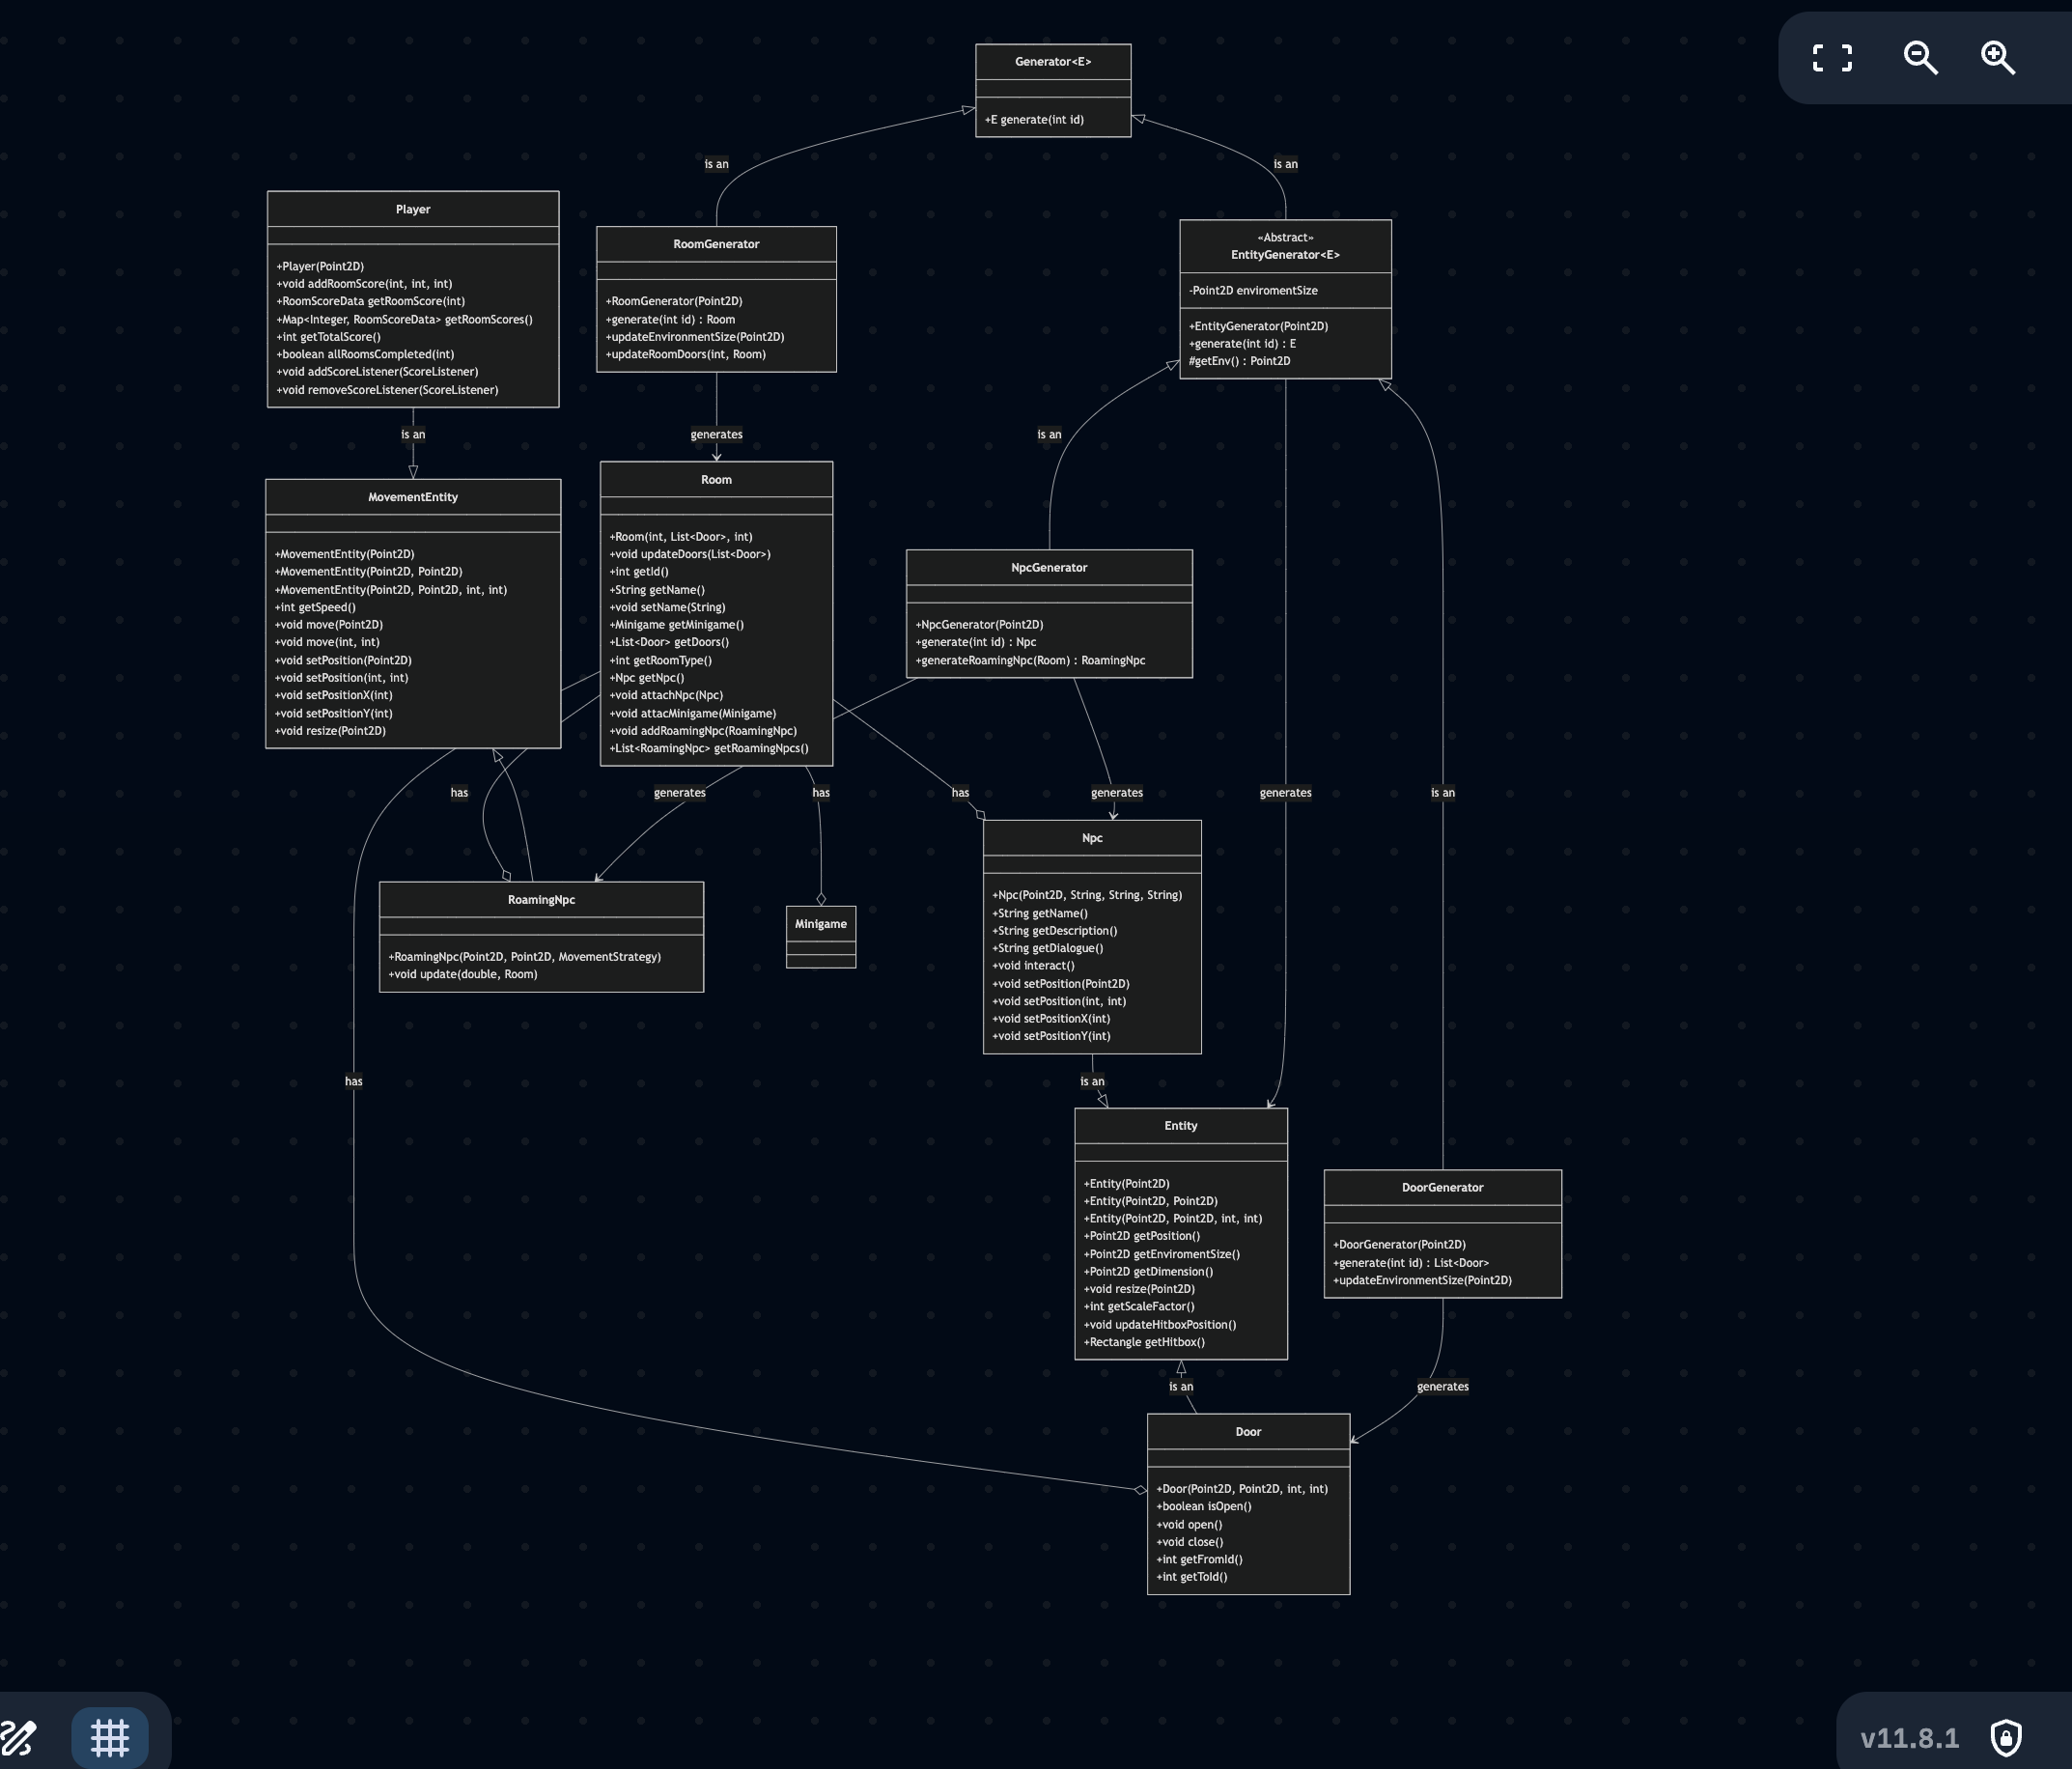 Generator<E>
+E generate(int id)
is an
is an
Player
+Player(Point2D)
+void addRoomScore(int, int, int)
+RoomScoreData getRoomScore(int)
+Map<Integer, RoomScoreData> getRoomScores()
+int getTotalScore()
+boolean allRoomsCompleted(int)
+void addScoreListener(ScoreListener)
+void removeScoreListener(ScoreListener)
RoomGenerator
+RoomGenerator(Point2D)
+generate(int id) : Room
+updateEnvironmentSize(Point2D)
+updateRoomDoors(int, Room)
«Abstract»
EntityGenerator<E>
-Point2D enviromentSize
+EntityGenerator(Point2D)
+generate(int id) : E
#getEnv() : Point2D
is an
generates
is an
MovementEntity
+MovementEntity(Point2D)
+MovementEntity(Point2D, Point2D)
+MovementEntity(Point2D, Point2D, int, int)
+int getSpeed()
+void move(Point2D)
+void move(int, int)
+void setPosition(Point2D)
+void setPosition(int, int)
+void setPositionX(int)
+void setPositionY(int)
+void resize(Point2D)
Room
+Room(int, List<Door>, int)
+void updateDoors(List<Door>)
+int getId()
+String getName()
+void setName(String)
+Minigame getMinigame()
+List<Door> getDoors()
+int getRoomType()
+Npc getNpc()
+void attachNpc(Npc)
+void attacMinigame(Minigame)
+void addRoamingNpc(RoamingNpc)
+List<RoamingNpc> getRoamingNpcs()
NpcGenerator
+NpcGenerator(Point2D)
+generate(int id) : Npc
+generateRoamingNpc(Room) : RoamingNpc
has
generates
has
has
generates
generates
is an
RoamingNpc
+RoamingNpc(Point2D, Point2D, MovementStrategy)
+void update(double, Room)
Minigame
Npc
+Npc(Point2D, String, String, String)
+String getName()
+String getDescription()
+String getDialogue()
+void interact()
+void setPosition(Point2D)
+void setPosition(int, int)
+void setPositionX(int)
+void setPositionY(int)
has
is an
Entity
+Entity(Point2D)
+Entity(Point2D, Point2D)
+Entity(Point2D, Point2D, int, int)
+Point2D getPosition()
+Point2D getEnviromentSize()
+Point2D getDimension()
+void resize(Point2D)
+int getScaleFactor()
+void updateHitboxPosition()
+Rectangle getHitbox()
DoorGenerator
+DoorGenerator(Point2D)
+generate(int id) : List<Door>
+updateEnvironmentSize(Point2D)
is an
generates
Door
+Door(Point2D, Point2D, int, int)
+boolean isOpen()
+void open()
+void close()
+int getFromId()
+int getToId()
v11.8.1